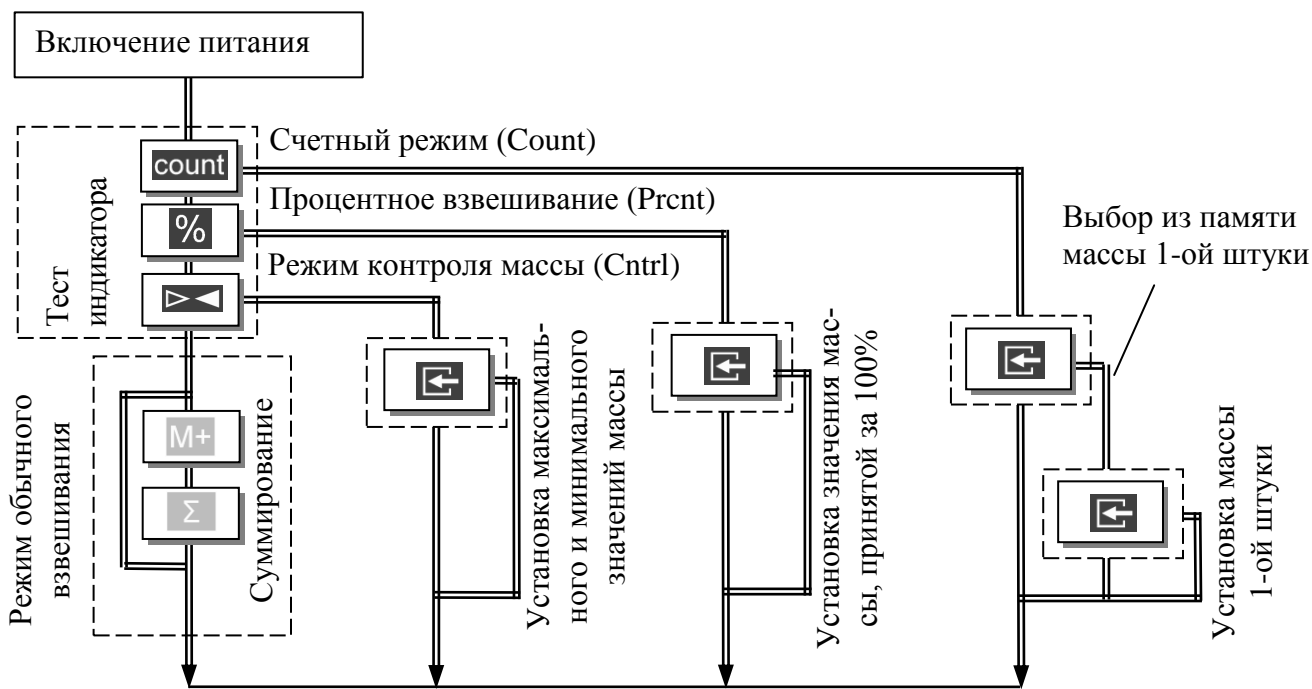 Включение питания
Счетный режим (Count)
count
Процентное взвешивание (Prcnt)
%
Режим контроля массы (Cntrl)
Тест
индикатора
Выбор из памяти
массы 1-ой штуки
Режим обычного
взвешивания
M+
Σ
Суммирование
Установка максималь-
ного и минимального
значений массы
Установка значения мас-
сы, принятой за 100%
Установка массы
1-ой штуки